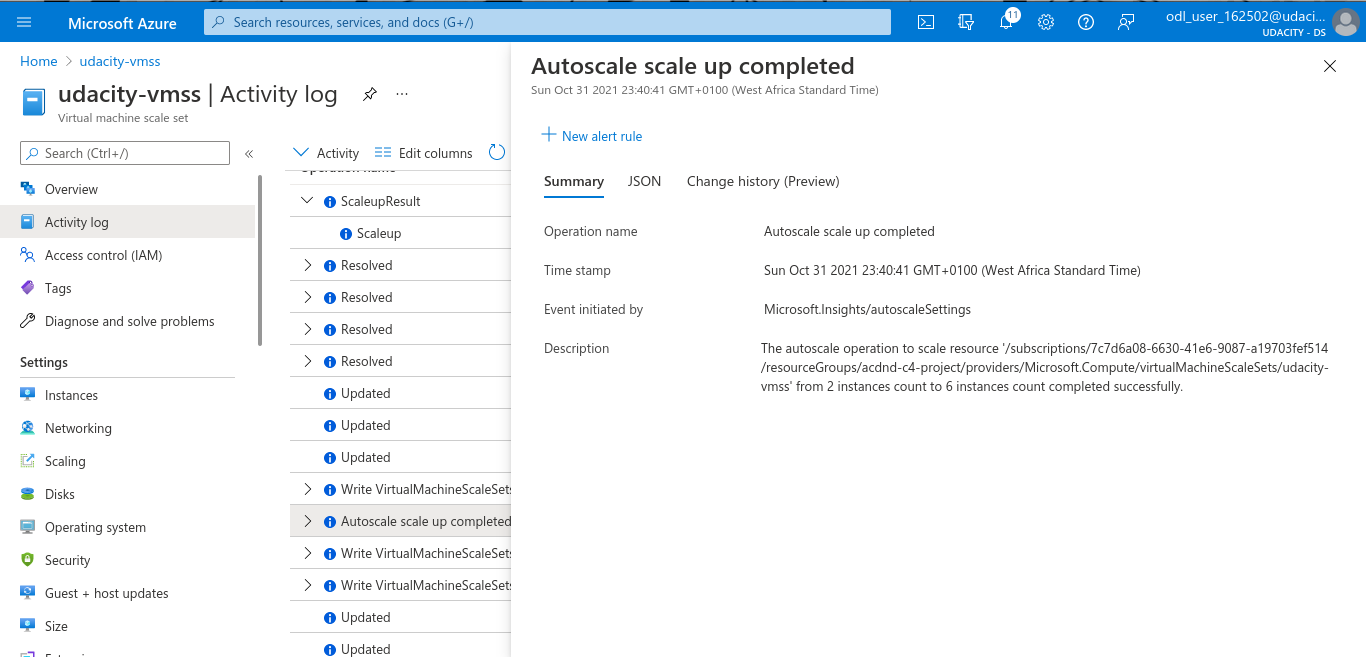 Microsoft Azure
Search resources, services, and docs (G+/)
11
odl_user_162502@udaci...
UDACITY - DS
Home > udacity-vmss
udacity-vmss | Activity log
...
Virtual machine scale set
Search (Ctrl+/)
«
Overview
Activity log
Access control (IAM)
Tags
Diagnose and solve problems
Settings
Instances
Networking
Scaling
Disks
Operating system
Security
Guest + host updates
Size
Activity
Edit columns
Operation name
ScaleupResult
Scaleup
Resolved
Resolved
Resolved
Resolved
Updated
Updated
Updated
Write VirtualMachineScaleSets
Autoscale scale up completed
Write VirtualMachineScaleSets
Write VirtualMachineScaleSets
Updated
Updated
Autoscale scale up completed
Sun Oct 31 2021 23:40:41 GMT+0100 (West Africa Standard Time)
New alert rule
Summary
JSON
Change history (Preview)
Operation name
Autoscale scale up completed
Time stamp
Sun Oct 31 2021 23:40:41 GMT+0100 (West Africa Standard Time)
Event initiated by
Microsoft.Insights/autoscaleSettings
Description
The autoscale operation to scale resource '/subscriptions/7c7d6a08-6630-41e6-9087-a19703fef514
/resourceGroups/acdnd-c4-project/providers/Microsoft.Compute/virtualMachineScaleSets/udacity-
vmss' from 2 instances count to 6 instances count completed successfully.